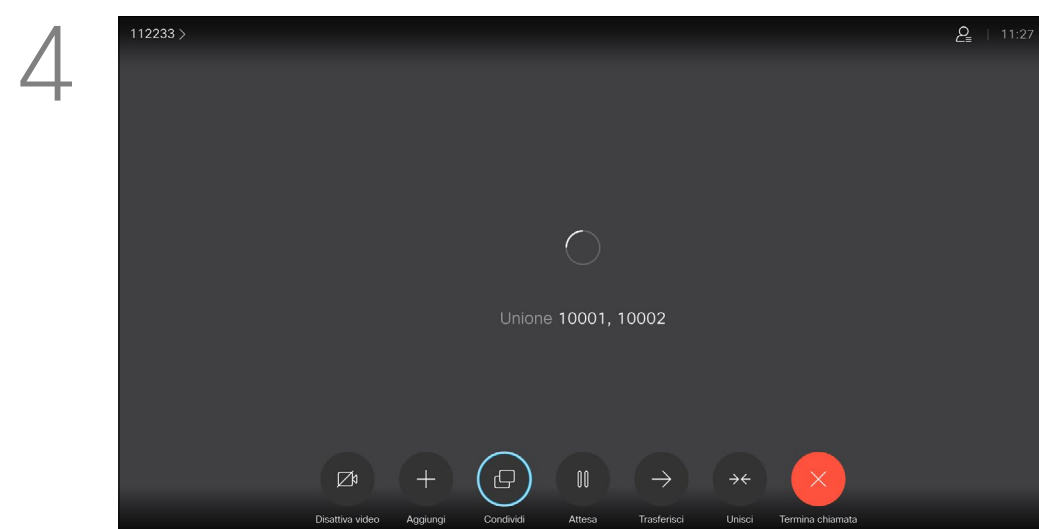 4
112233
11:27
Unione 10001, 10002
Disattiva video Aggiungi Condividi Attesa Trasferisci Unisci Termina chiamata